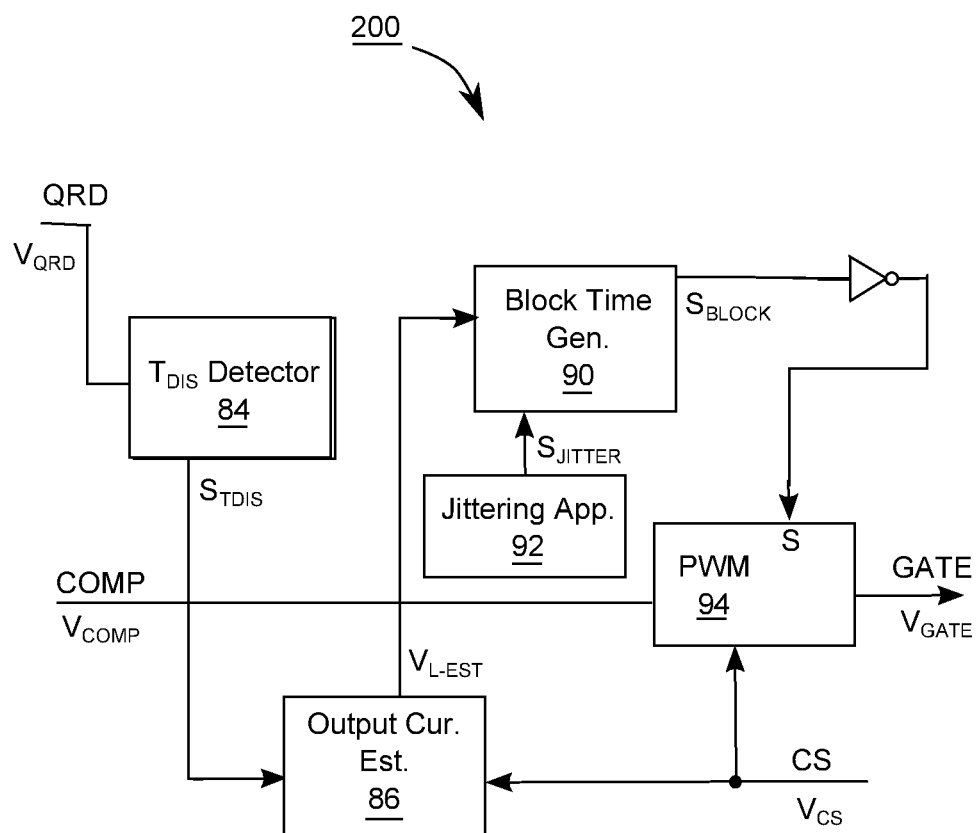 200
QRD
V_QRD
T_DIS Detector
84
S_TDIS
Block Time
Gen.
90
S_BLOCK
S_JITTER
Jittering App.
92
S
PWM
94
COMP
V_COMP
GATE
V_GATE
V_L-EST
Output Cur.
Est.
86
CS
V_CS